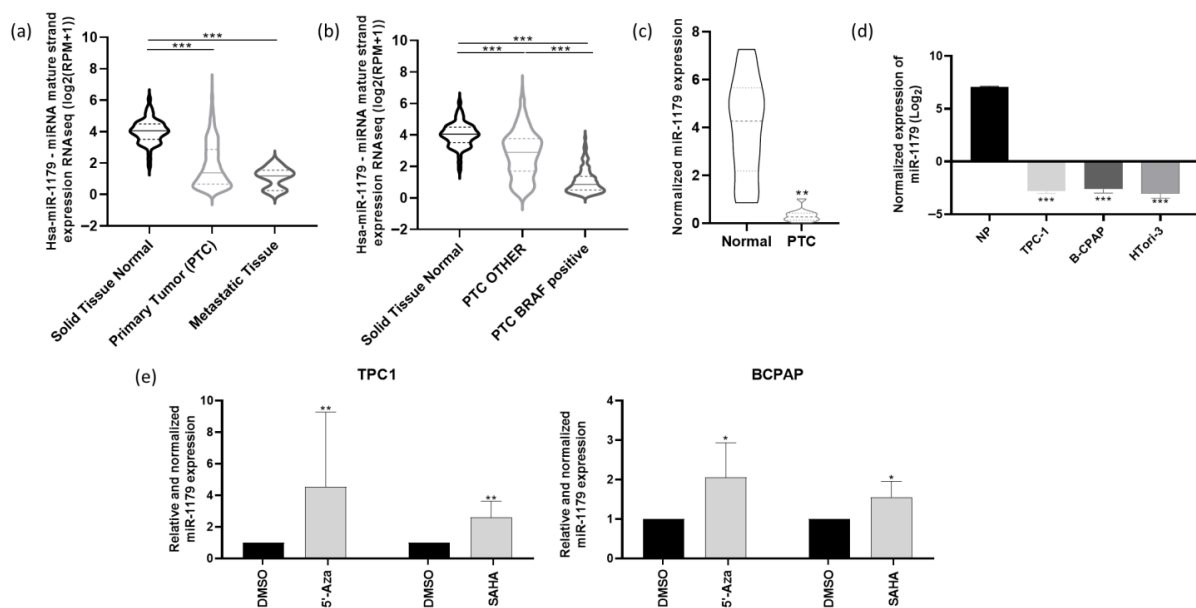 (a)
Hsa-miR-1179 - miRNA mature strand
expression RNAseq (log2(RPM+1))
10
8
6
4
2
0
−2
***
***
Solid Tissue Normal
Primary Tumor (PTC)
Metastatic Tissue
(b)
Hsa-miR-1179 - miRNA mature strand
expression RNAseq (log2(RPM+1))
10
8
6
4
2
0
−2
***
*** ***
Solid Tissue Normal
PTC OTHER
PTC BRAF positive
(c)
Normalized miR-1179 expression
8
6
4
2
0
**
Normal PTC
(d)
Normalized expression of
miR-1179 (Log2)
10
5
0
−5
*** *** ***
NP
TPC-1
B-CPAP
HTori-3
(e)
TPC1
Relative and normalized
miR-1179 expression
10
8
6
4
2
0
**
**
DMSO
5'-Aza
DMSO
SAHA
BCPAP
Relative and normalized
miR-1179 expression
4
3
2
1
0
*
*
DMSO
5'-Aza
DMSO
SAHA